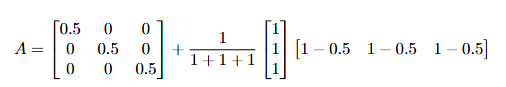 A = [0.5 0 0; 0 0.5 0; 0 0 0.5] + 1/(1 + 1 + 1) [1; 1; 1] [1 − 0.5 1 − 0.5 1 − 0.5]